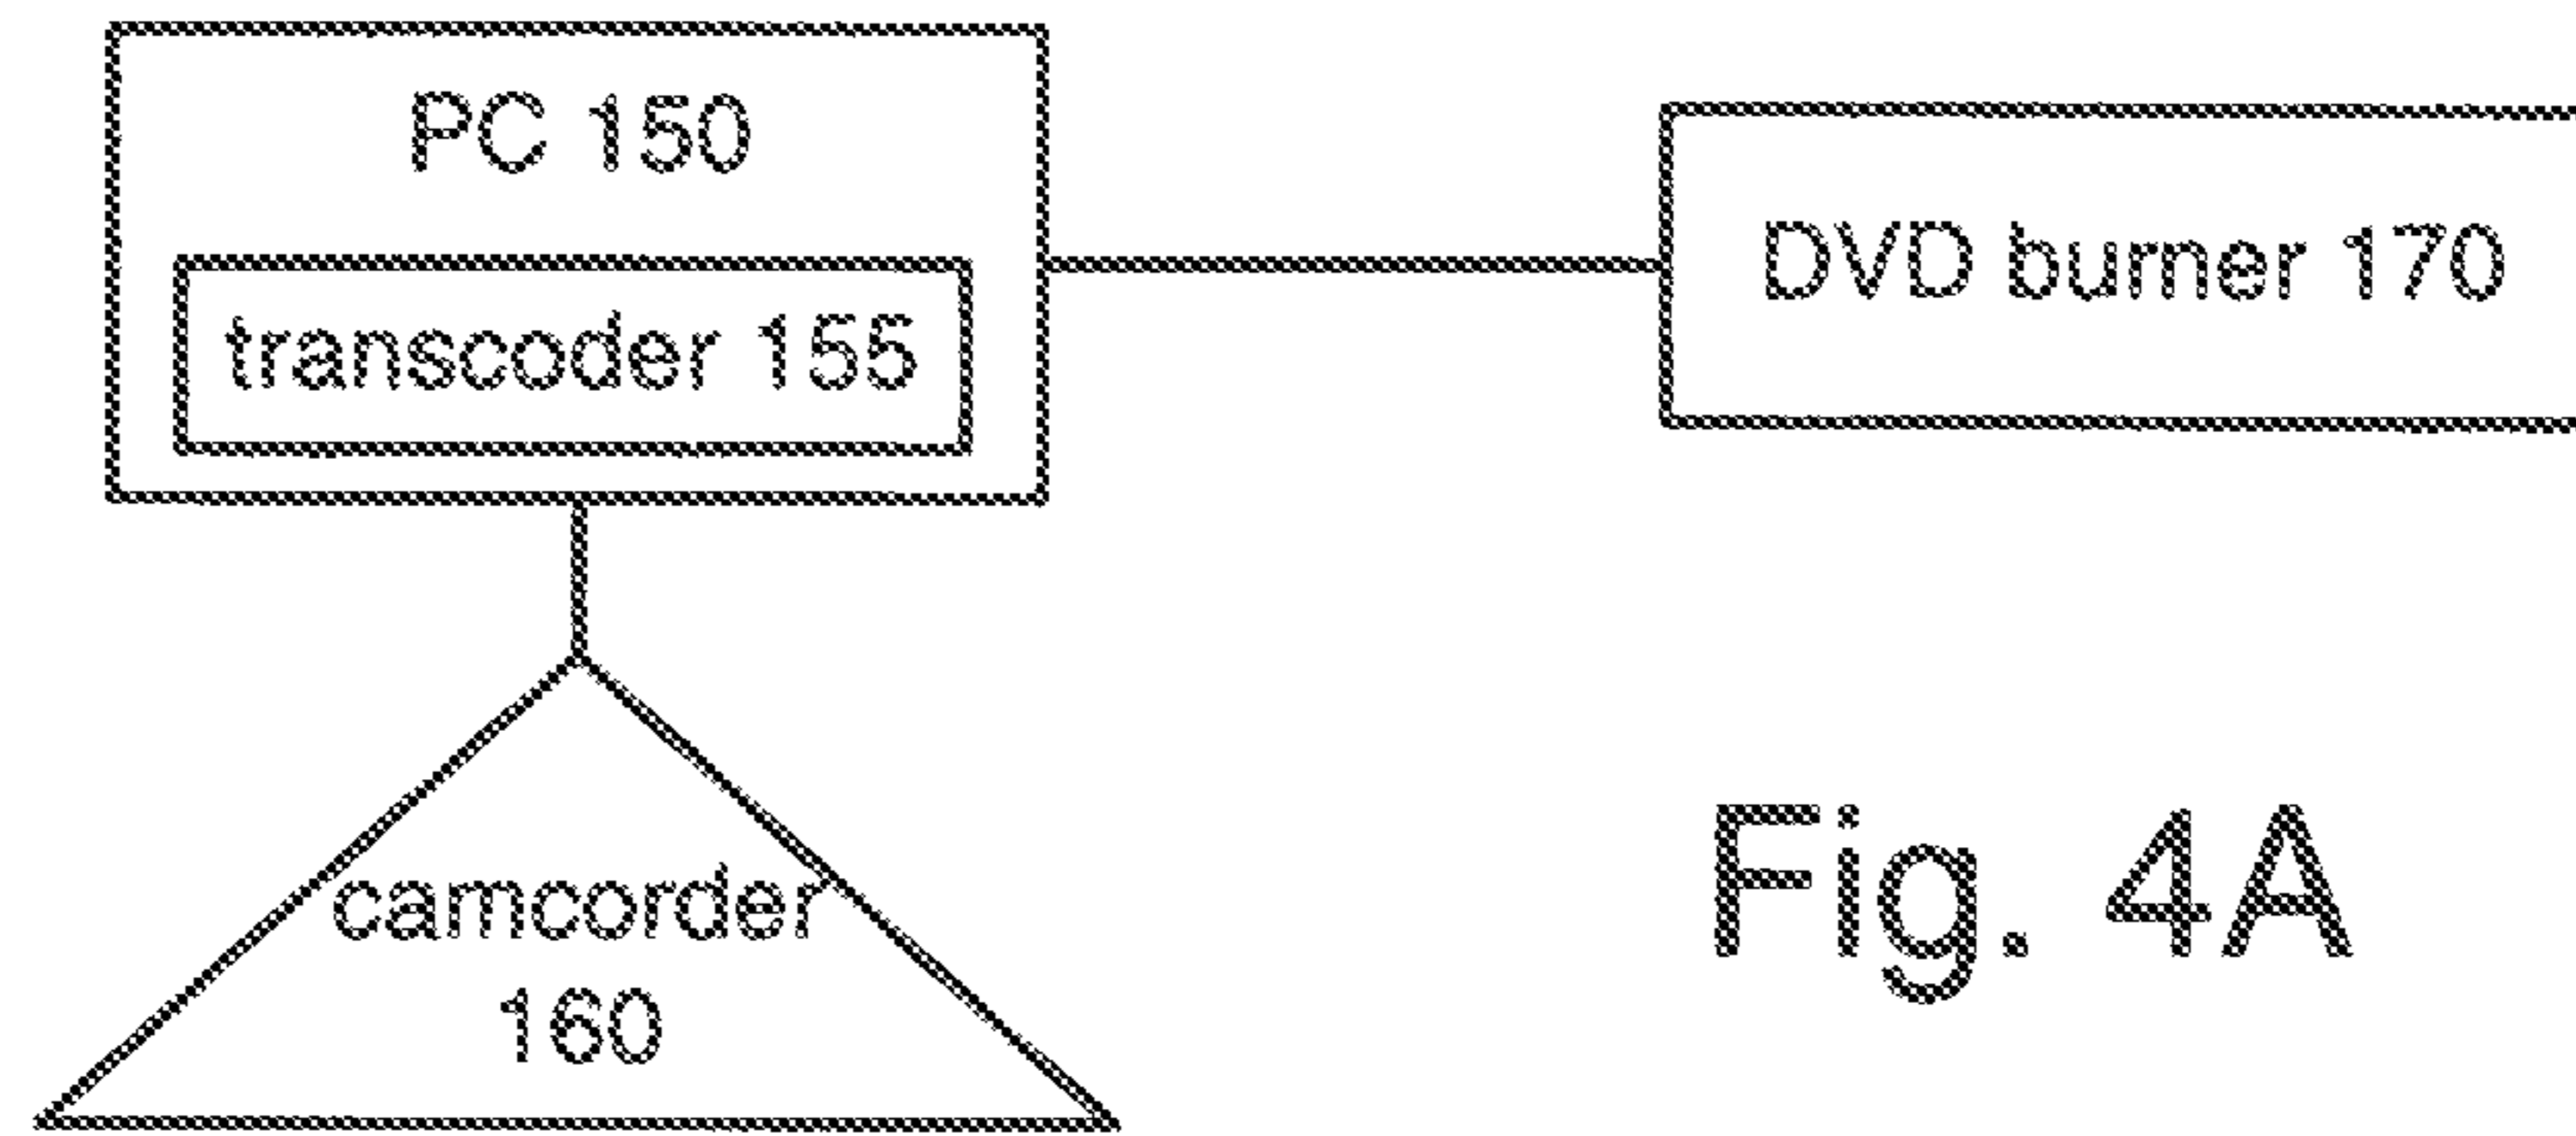 PC 150
transcoder 155
DVD burner 170
camcorder
160
Fig. 4A